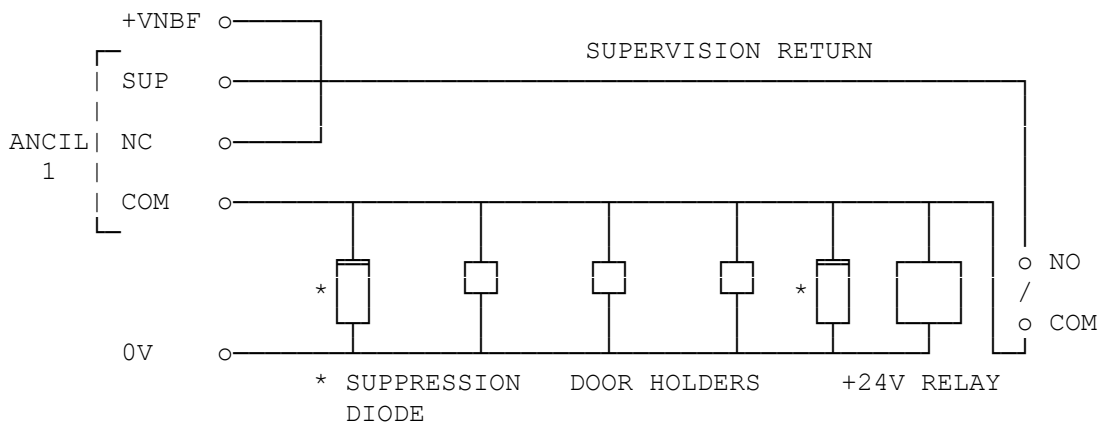 +VNBF
SUPERVISION RETURN
SUP
ANCIL NC
1
COM
NO
* *
COM
0V
* SUPPRESSION DOOR HOLDERS +24V RELAY
DIODE